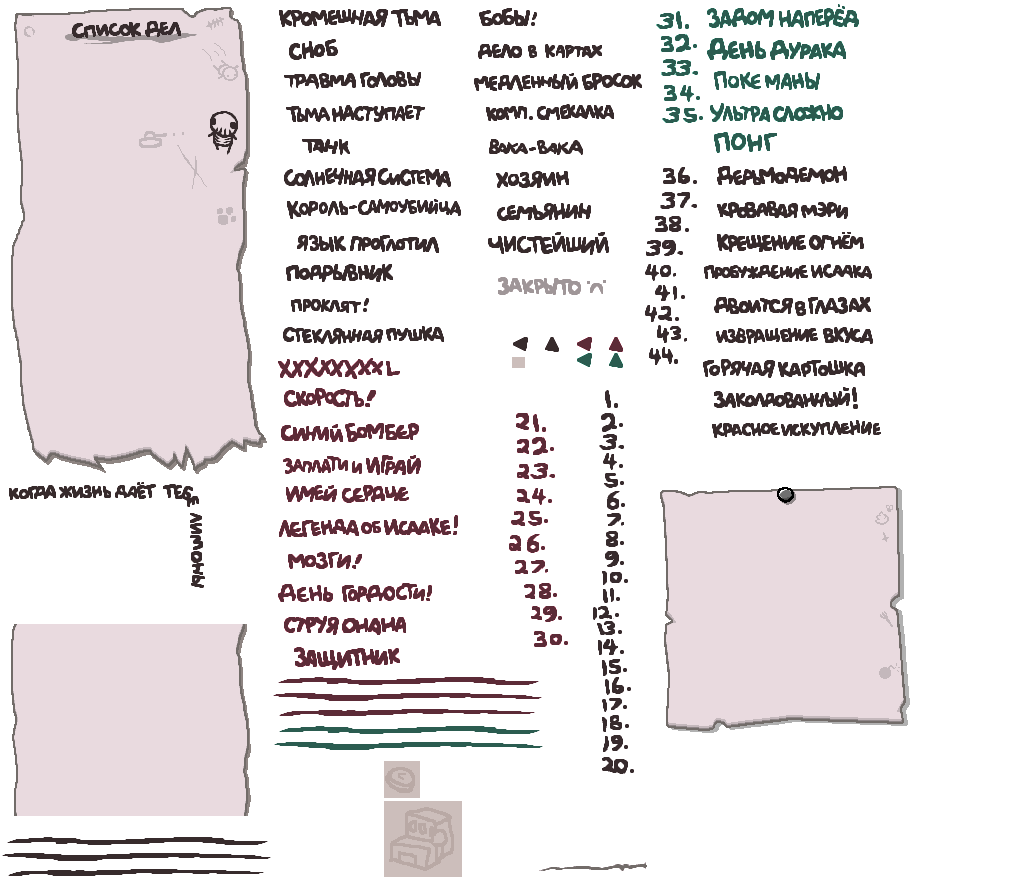 СПИСОК ДЕЛ
КОГДА ЖИЗНЬ ДАЁТ ТЕБЕ ЛИМОНЫ
КРОМЕШНАЯ ТЬМА
СНОБ
ТРАВМА ГОЛОВЫ
ТЬМА НАСТУПАЕТ
ТАНК
СОЛНЕЧНАЯ СИСТЕМА
КОРОЛЬ-САМОУБИЙЦА
ЯЗЫК ПРОГЛОТИЛ
ПОДРЫВНИК
ПРОКЛЯТ!
СТЕКЛЯННАЯ ПУШКА
XXXXXXXXL
СКОРОСТЬ!
СИНИЙ БОМБЕР
ЗАПЛАТИ И ИГРАЙ
ИМЕЙ СЕРДЦЕ
ЛЕГЕНДА ОБ ИСААКЕ!
МОЗГИ!
ДЕНЬ ГОРДОСТИ!
СТРУЯ ОНАНА
ЗАЩИТНИК
БОБЫ!
ДЕЛО В КАРТАХ
МЕДЛЕННЫЙ БРОСОК
КОМП. СМЕКАЛКА
ВАКА-ВАКА
ХОЗЯИН
СЕМЬЯНИН
ЧИСТЕЙШИЙ
ЗАКРЫТО ^^
21.
22.
23.
24.
25.
26.
27.
28.
29.
30.
1.
2.
3.
4.
5.
6.
7.
8.
9.
10.
11.
12.
13.
14.
15.
16.
17.
18.
19.
20.
31.
32.
33.
34.
35.
36.
37.
38.
39.
40.
41.
42.
43.
44.
ЗАДОМ НАПЕРЁД
ДЕНЬ ДУРАКА
ПОКЕМАНЫ
УЛЬТРА СЛОЖНО
ПОНГ
ДЕРЬМОДЕМОН
КРОВАВАЯ МЭРИ
КРЕЩЕНИЕ ОГНЁМ
ПРОБУЖДЕНИЕ ИСААКА
ДВОИТСЯ В ГЛАЗАХ
ИЗВРАЩЕНИЕ ВКУСА
ГОРЯЧАЯ КАРТОШКА
ЗАКОЛДОВАННЫЙ!
КРАСНОЕ ИСКУПЛЕНИЕ